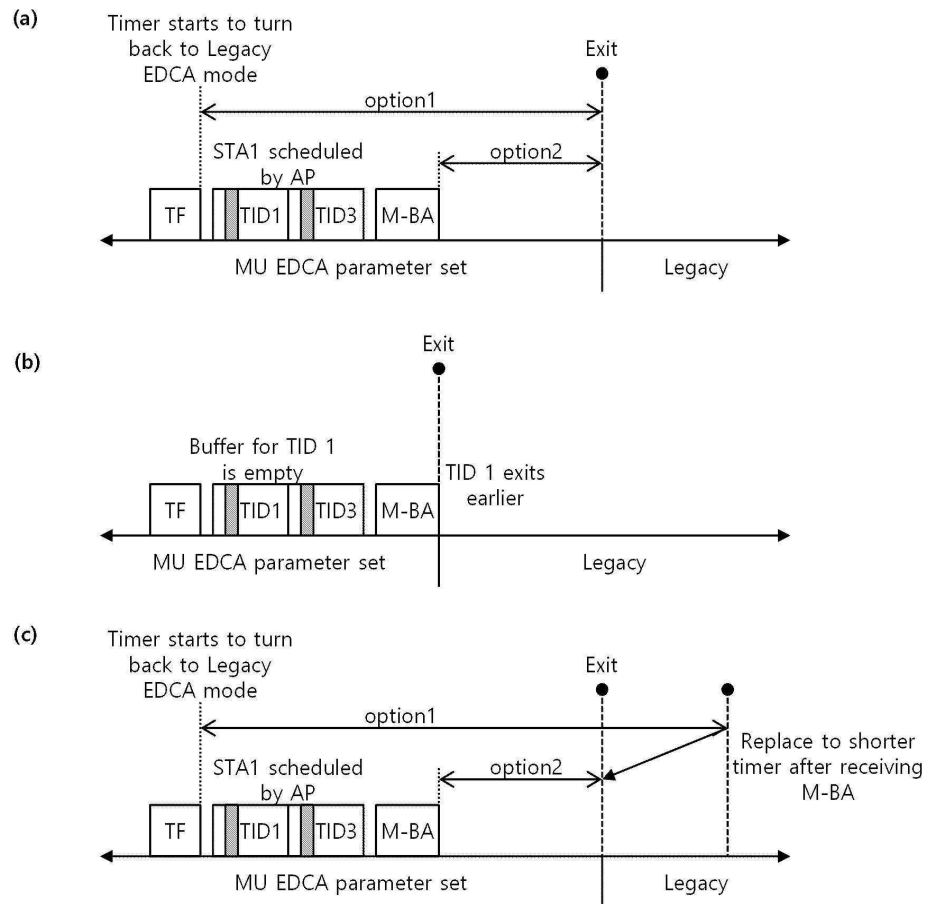 (a)
Timer starts to turn
back to Legacy
EDCA mode
Exit
option1
STA1 scheduled
by AP
option2
TF
TID1
TID3
M-BA
MU EDCA parameter set
Legacy
(b)
Exit
Buffer for TID 1
is empty
TID 1 exits
earlier
TF
TID1
TID3
M-BA
MU EDCA parameter set
Legacy
(c)
Timer starts to turn
back to Legacy
EDCA mode
Exit
option1
Replace to shorter
timer after receiving
M-BA
STA1 scheduled
by AP
option2
TF
TID1
TID3
M-BA
MU EDCA parameter set
Legacy